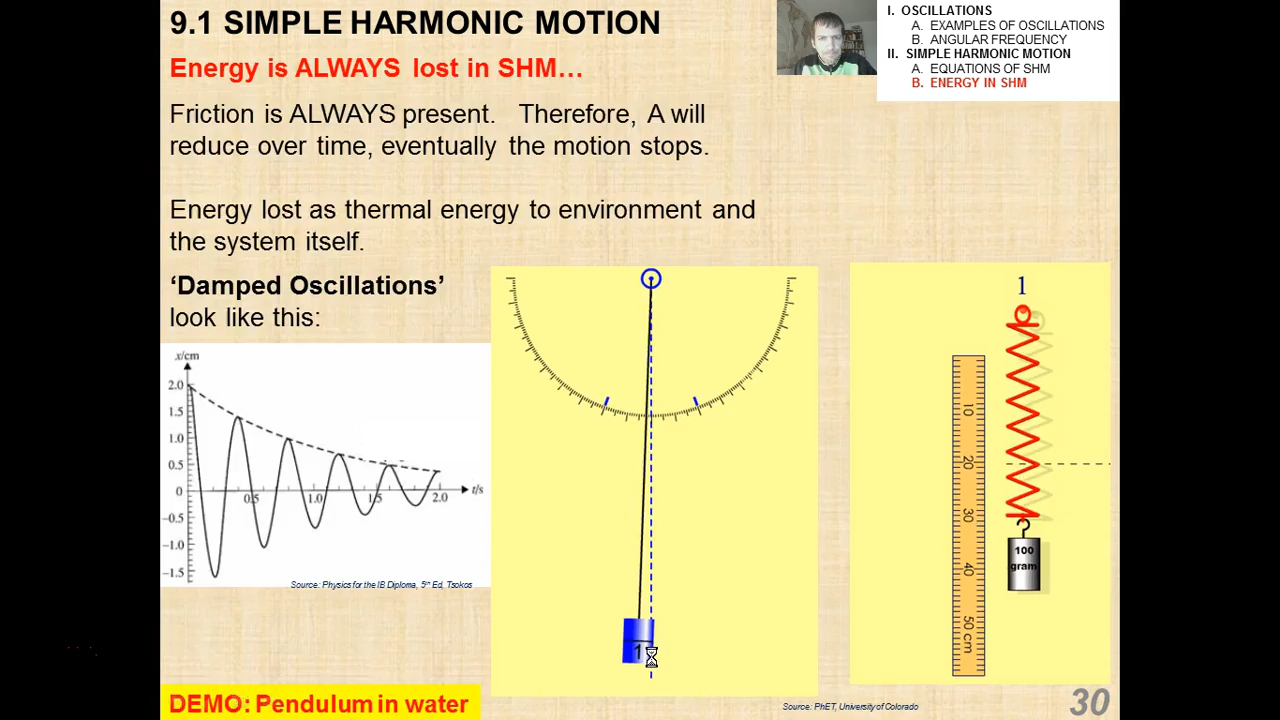 9.1 SIMPLE HARMONIC MOTION
Energy is ALWAYS lost in SHM…
Friction is ALWAYS present. Therefore, A will
reduce over time, eventually the motion stops.
Energy lost as thermal energy to environment and
the system itself.
‘Damped Oscillations’
look like this:
x/cm
2.0
1.5
1.0
0.5
0
-0.5
-1.0
-1.5
0.5
1.0
1.5
2.0
t/s
Source: Physics for the IB Diploma, 5th Ed, Tsokos
DEMO: Pendulum in water
1
1
10
20
30
40
50 cm
100
gram
Source: PhET, University of Colorado
30
I. OSCILLATIONS
A. EXAMPLES OF OSCILLATIONS
B. ANGULAR FREQUENCY
II. SIMPLE HARMONIC MOTION
A. EQUATIONS OF SHM
B. ENERGY IN SHM